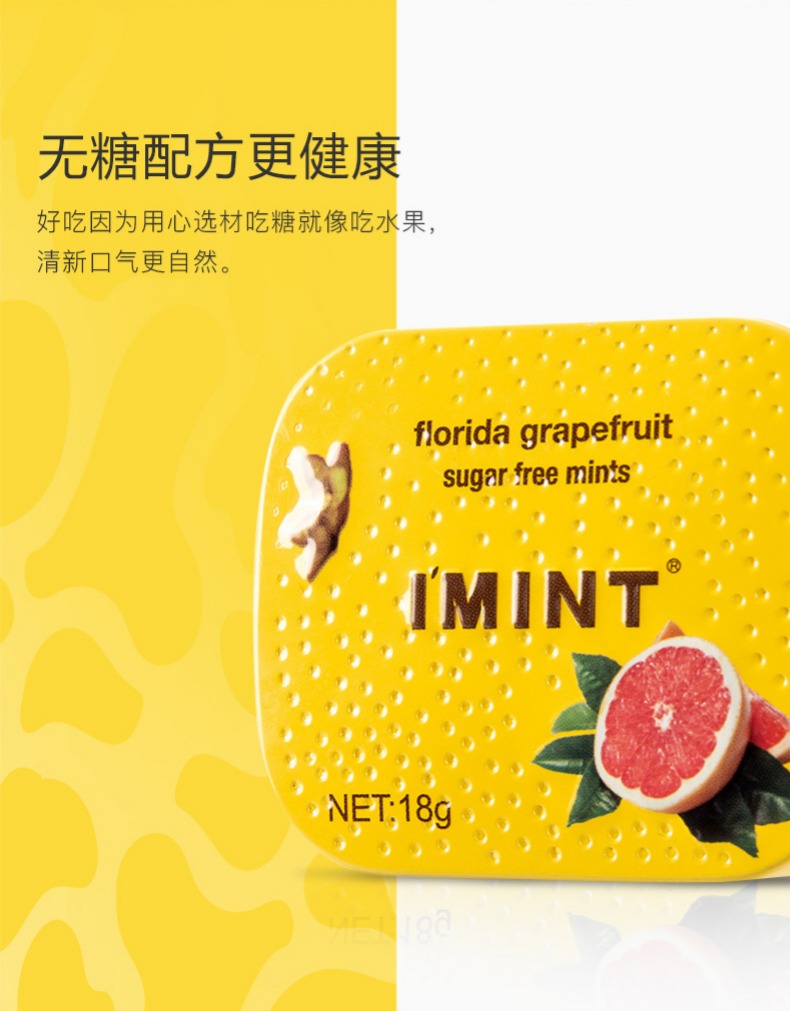 无糖配方更健康
好吃因为用心选材吃糖就像吃水果，
清新口气更自然。
florida grapefruit
sugar free mints
I'MINT®
NET:18g